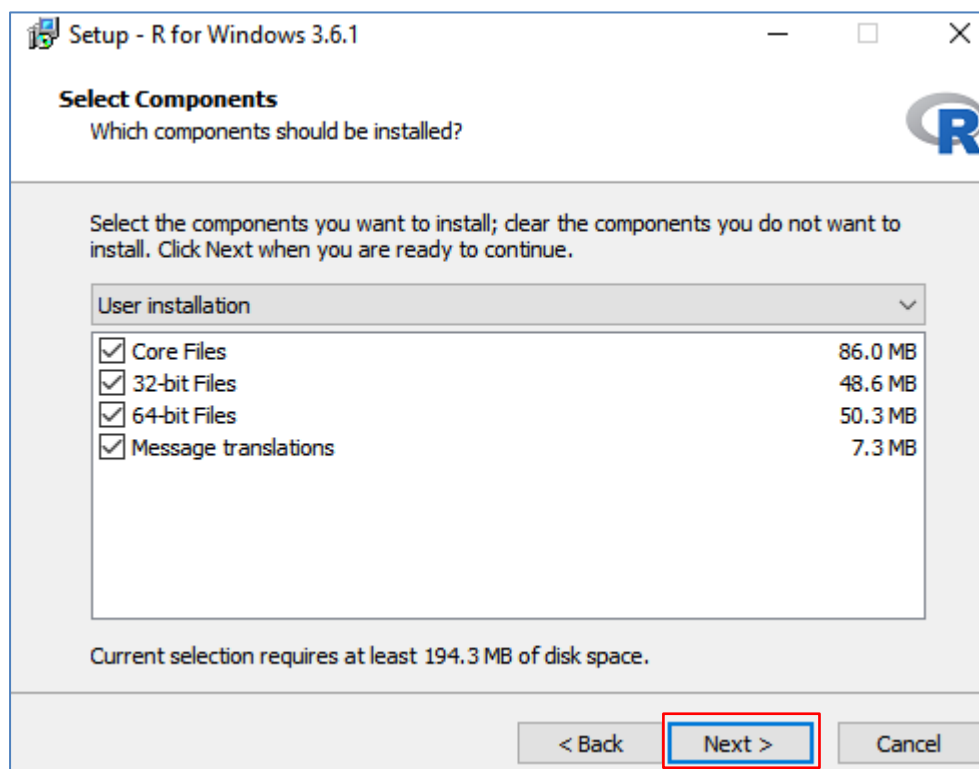 Setup - R for Windows 3.6.1
Select Components
Which components should be installed?
R
Select the components you want to install; clear the components you do not want to
install. Click Next when you are ready to continue.
User installation
Core Files 86.0 MB
32-bit Files 48.6 MB
64-bit Files 50.3 MB
Message translations 7.3 MB
Current selection requires at least 194.3 MB of disk space.
< Back Next > Cancel